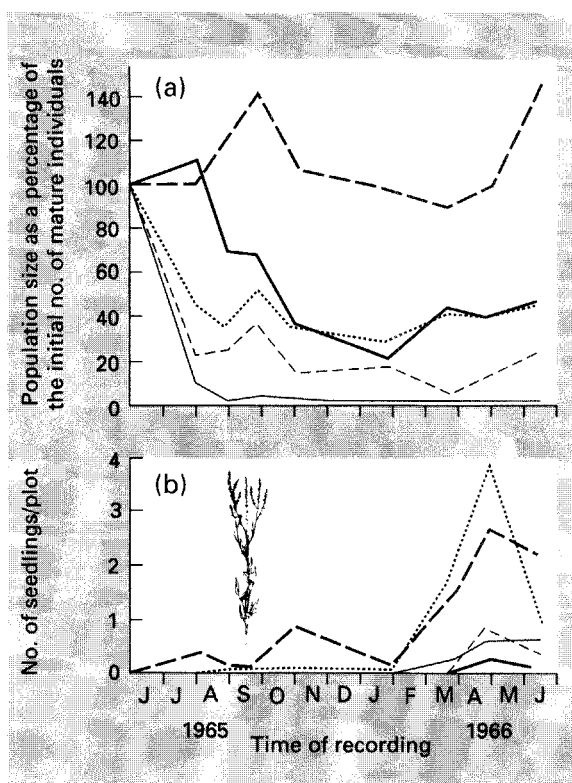 Population size as a percentage of
the initial no. of mature individuals
(a)
140
120
100
80
60
40
20
0
No. of seedlings/plot
(b)
4
3
2
1
0
J J A S O N D J F M A M J
1965 1966
Time of recording